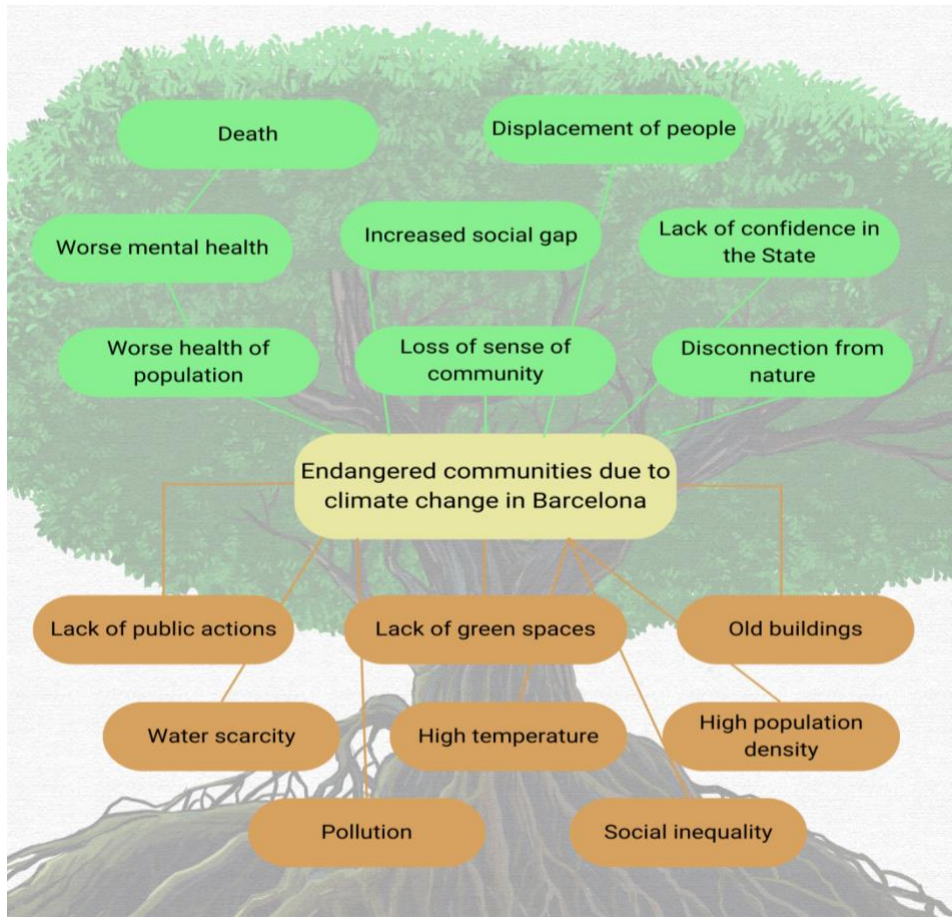 Death
Displacement of people
Worse mental health
Increased social gap
Lack of confidence in
the State
Worse health of
population
Loss of sense of
community
Disconnection from
nature
Endangered communities due to
climate change in Barcelona
Lack of public actions
Lack of green spaces
Old buildings
Water scarcity
High temperature
High population
density
Pollution
Social inequality